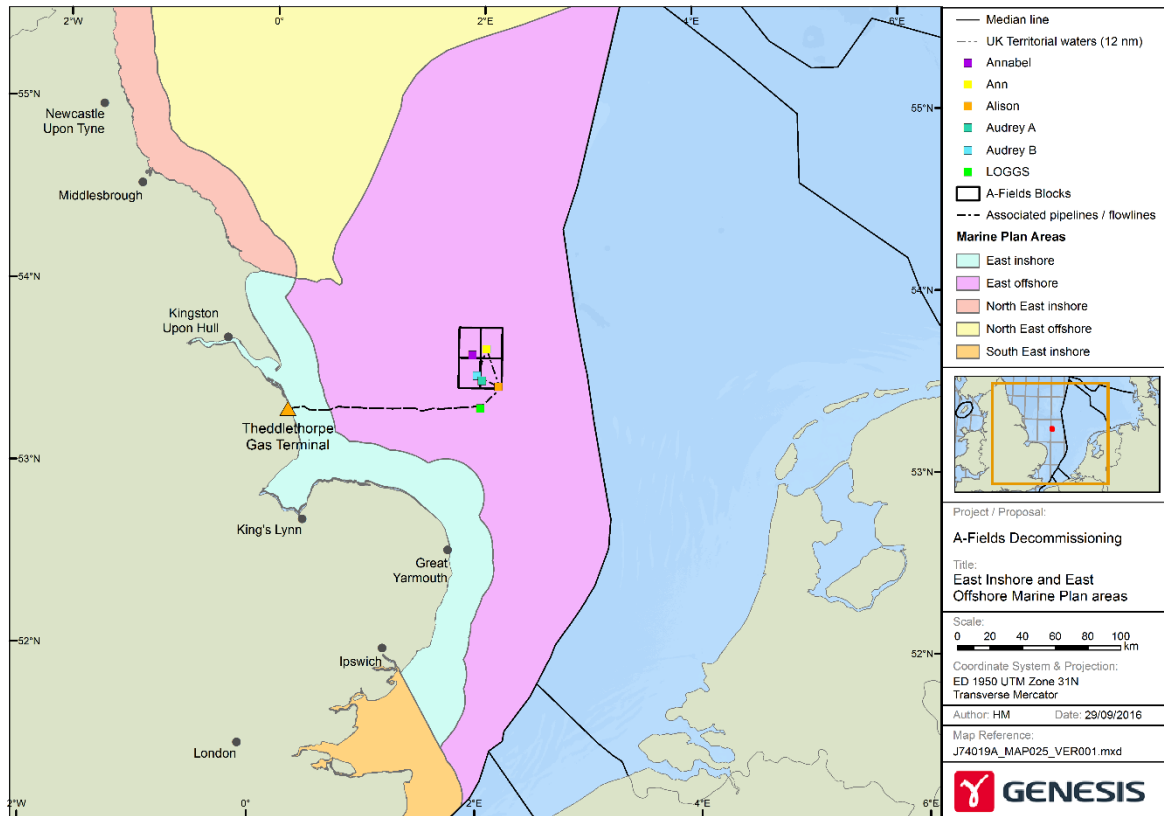 2°W
0°
2°E
4°E
6°E
55°N
55°N
Newcastle
Upon Tyne
Middlesbrough
54°N
54°N
Kingston
Upon Hull
Theddlethorpe
Gas Terminal
53°N
53°N
King's Lynn
Great
Yarmouth
52°N
52°N
Ipswich
London
2°W
0°
2°E
4°E
6°E
Median line
UK Territorial waters (12 nm)
Annabel
Ann
Alison
Audrey A
Audrey B
LOGGS
A-Fields Blocks
Associated pipelines / flowlines
Marine Plan Areas
East inshore
East offshore
North East inshore
North East offshore
South East inshore
Project / Proposal:
A-Fields Decommissioning
Title:
East Inshore and East
Offshore Marine Plan areas
Scale:
0 20 40 60 80 100
km
Coordinate System & Projection:
ED 1950 UTM Zone 31N
Transverse Mercator
Author: HM Date: 29/09/2016
Map Reference:
J74019A_MAP025_VER001.mxd
GENESIS